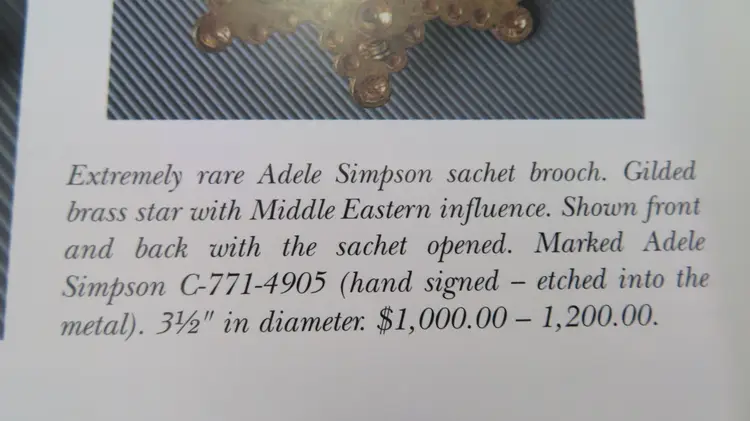 Extremely rare Adele Simpson sachet brooch. Gilded
brass star with Middle Eastern influence. Shown front
and back with the sachet opened. Marked Adele
Simpson C-771-4905 (hand signed – etched into the
metal). 3½" in diameter. $1,000.00 – 1,200.00.